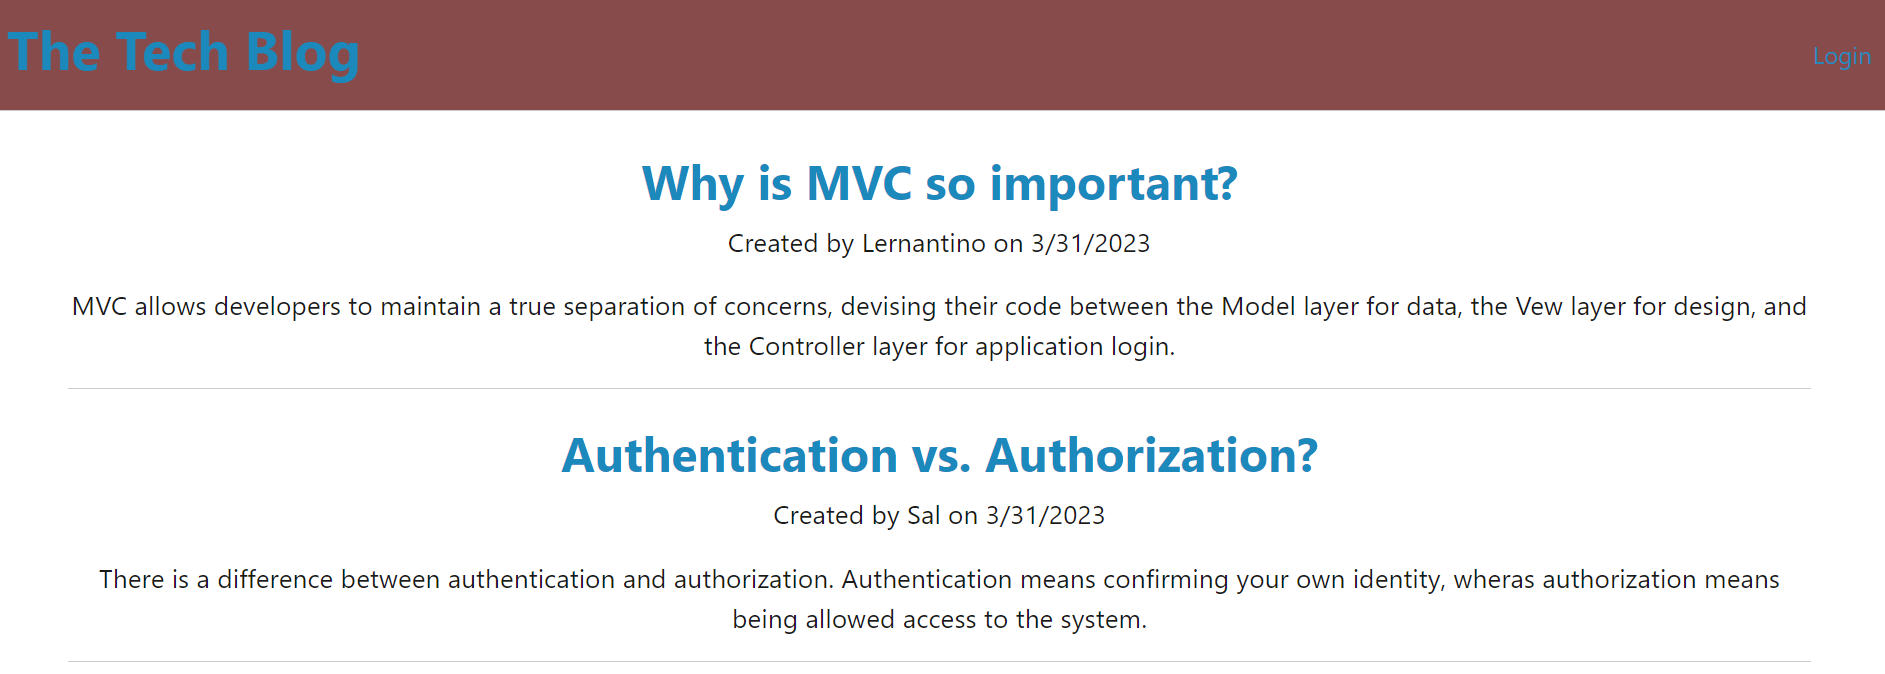 The Tech Blog
Login
Why is MVC so important?
Created by Lernantino on 3/31/2023
MVC allows developers to maintain a true separation of concerns, devising their code between the Model layer for data, the Vew layer for design, and
the Controller layer for application login.
Authentication vs. Authorization?
Created by Sal on 3/31/2023
There is a difference between authentication and authorization. Authentication means confirming your own identity, wheras authorization means
being allowed access to the system.